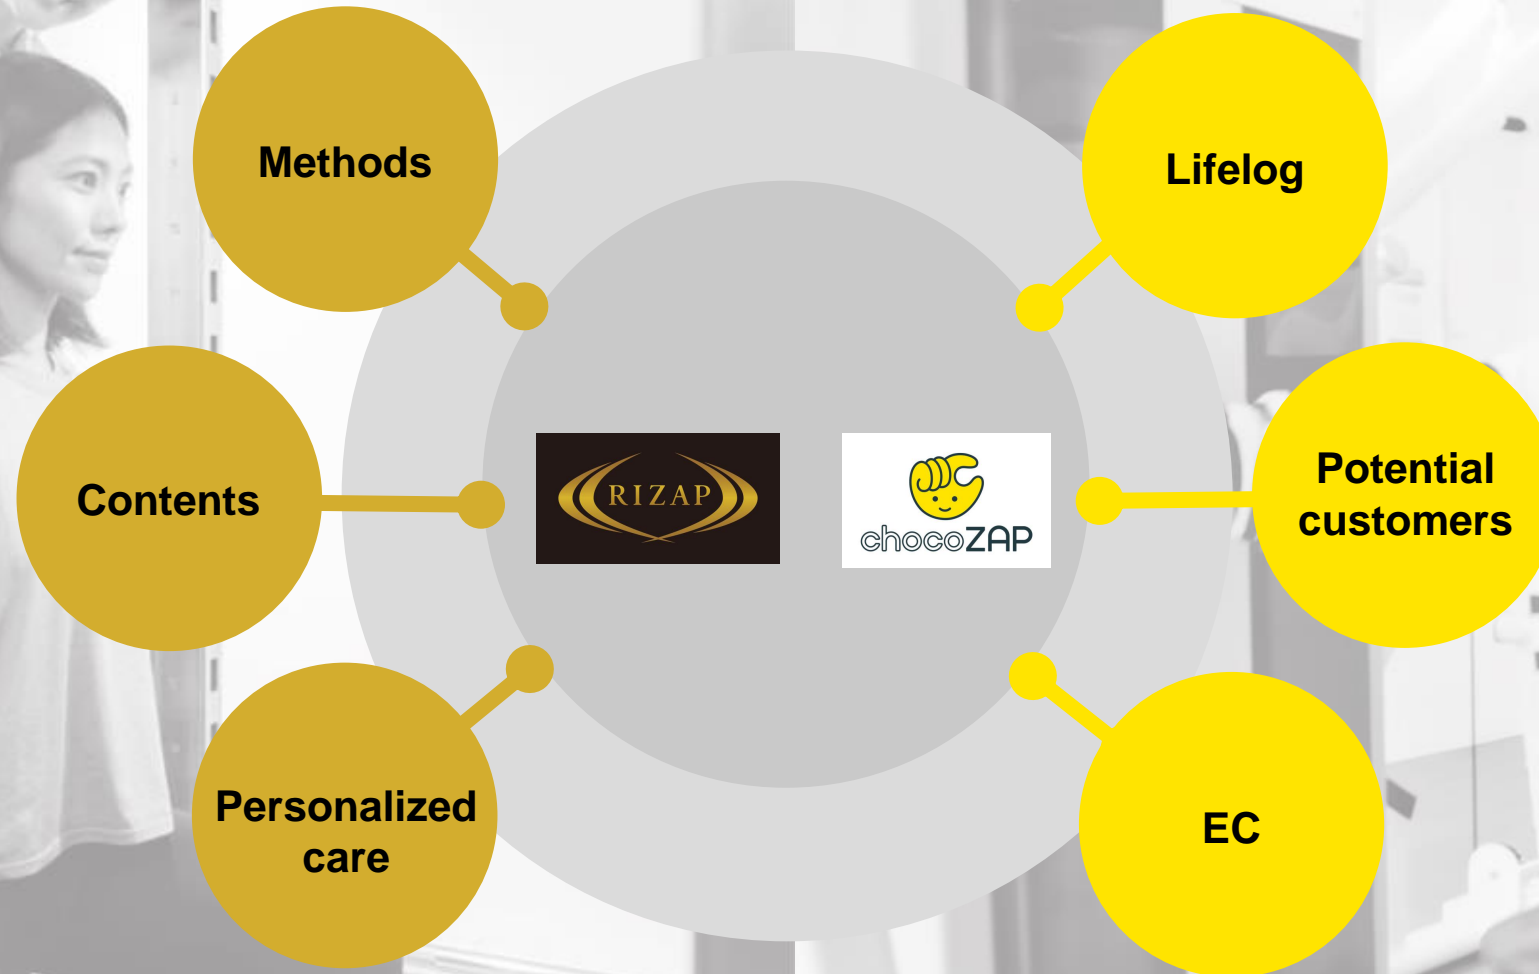 Methods
Lifelog
Contents
RIZAP
chocoZAP
Potential
customers
Personalized
care
EC